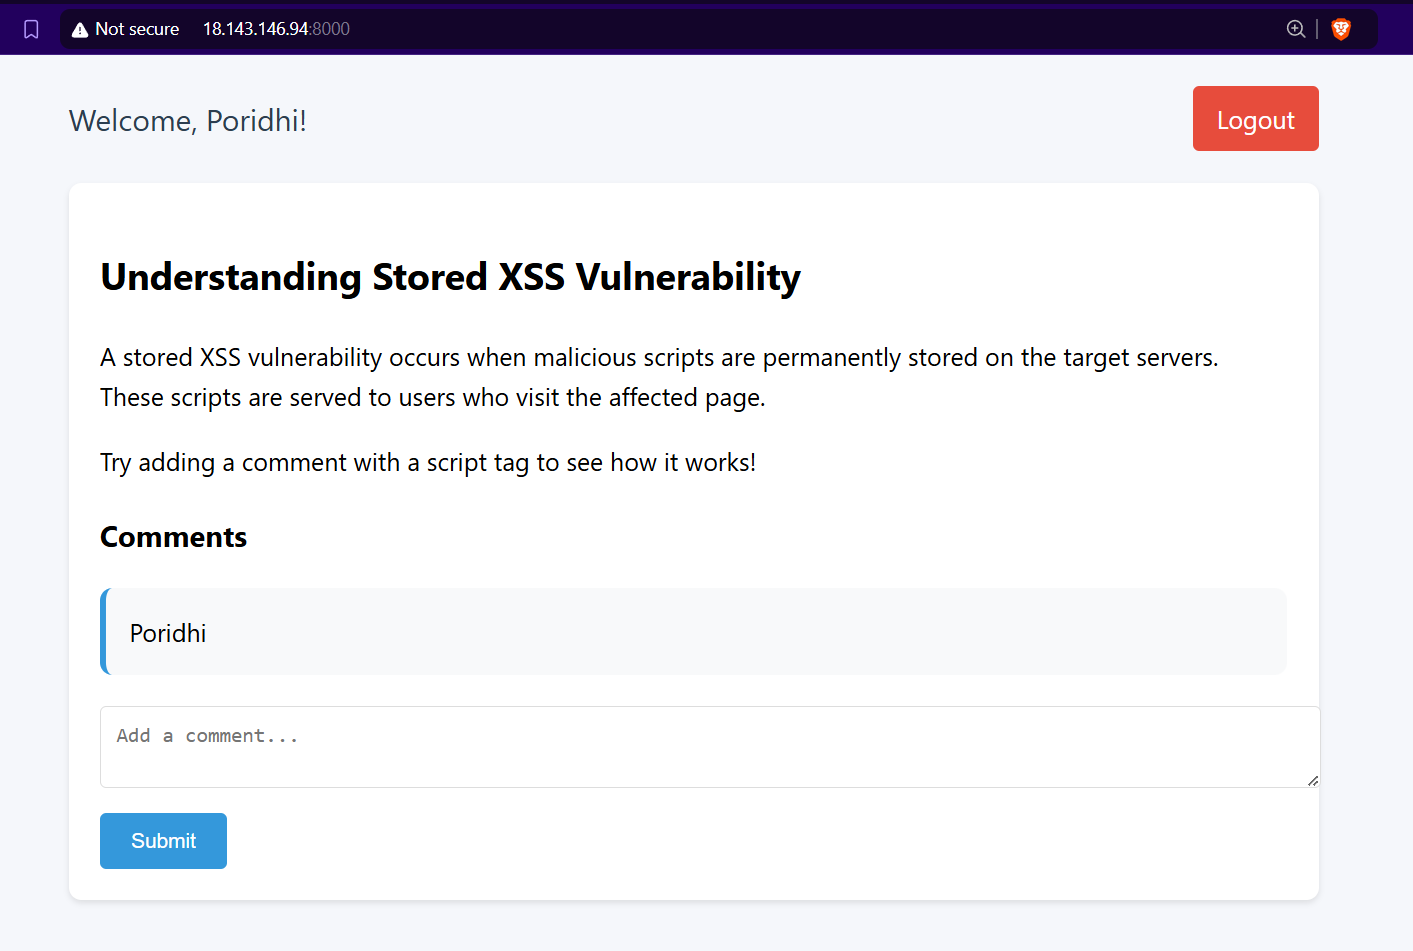 Not secure 18.143.146.94:8000
Welcome, Poridhi!
Logout
Understanding Stored XSS Vulnerability
A stored XSS vulnerability occurs when malicious scripts are permanently stored on the target servers.
These scripts are served to users who visit the affected page.
Try adding a comment with a script tag to see how it works!
Comments
Poridhi
Add a comment...
Submit